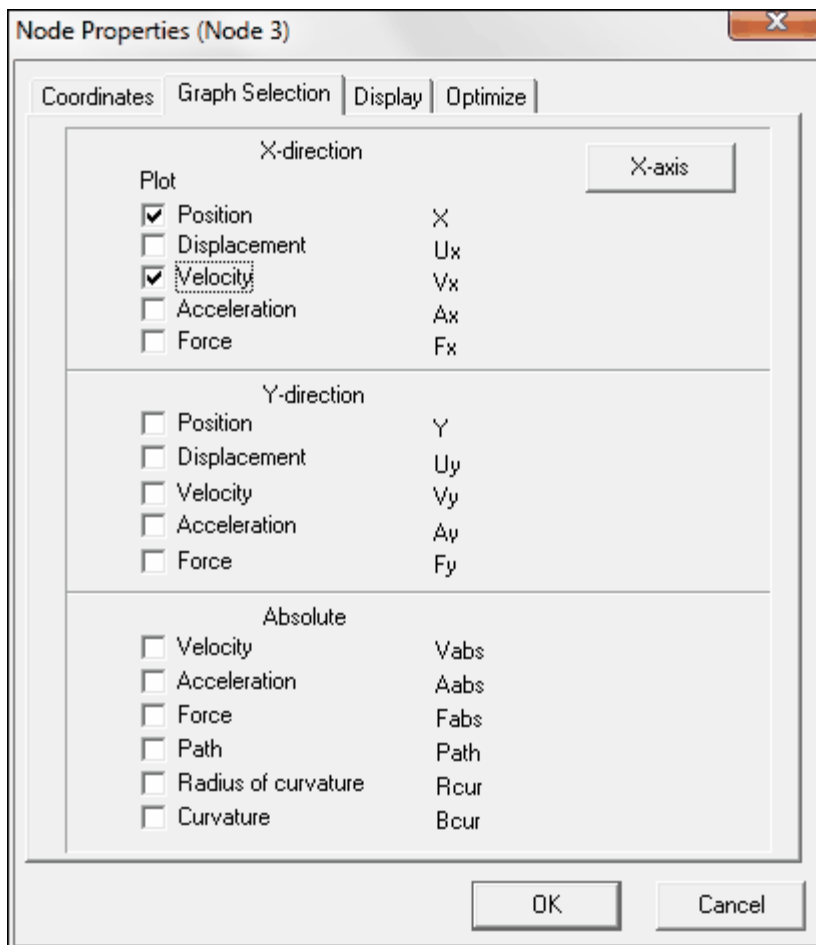 Node Properties (Node 3)
Coordinates Graph Selection Display Optimize
X-direction
X-axis
Plot
Position X
Displacement Ux
Velocity Vx
Acceleration Ax
Force Fx
Y-direction
Position Y
Displacement Uy
Velocity Vy
Acceleration Ay
Force Fy
Absolute
Velocity Vabs
Acceleration Aabs
Force Fabs
Path Path
Radius of curvature Rcur
Curvature Bcur
OK Cancel